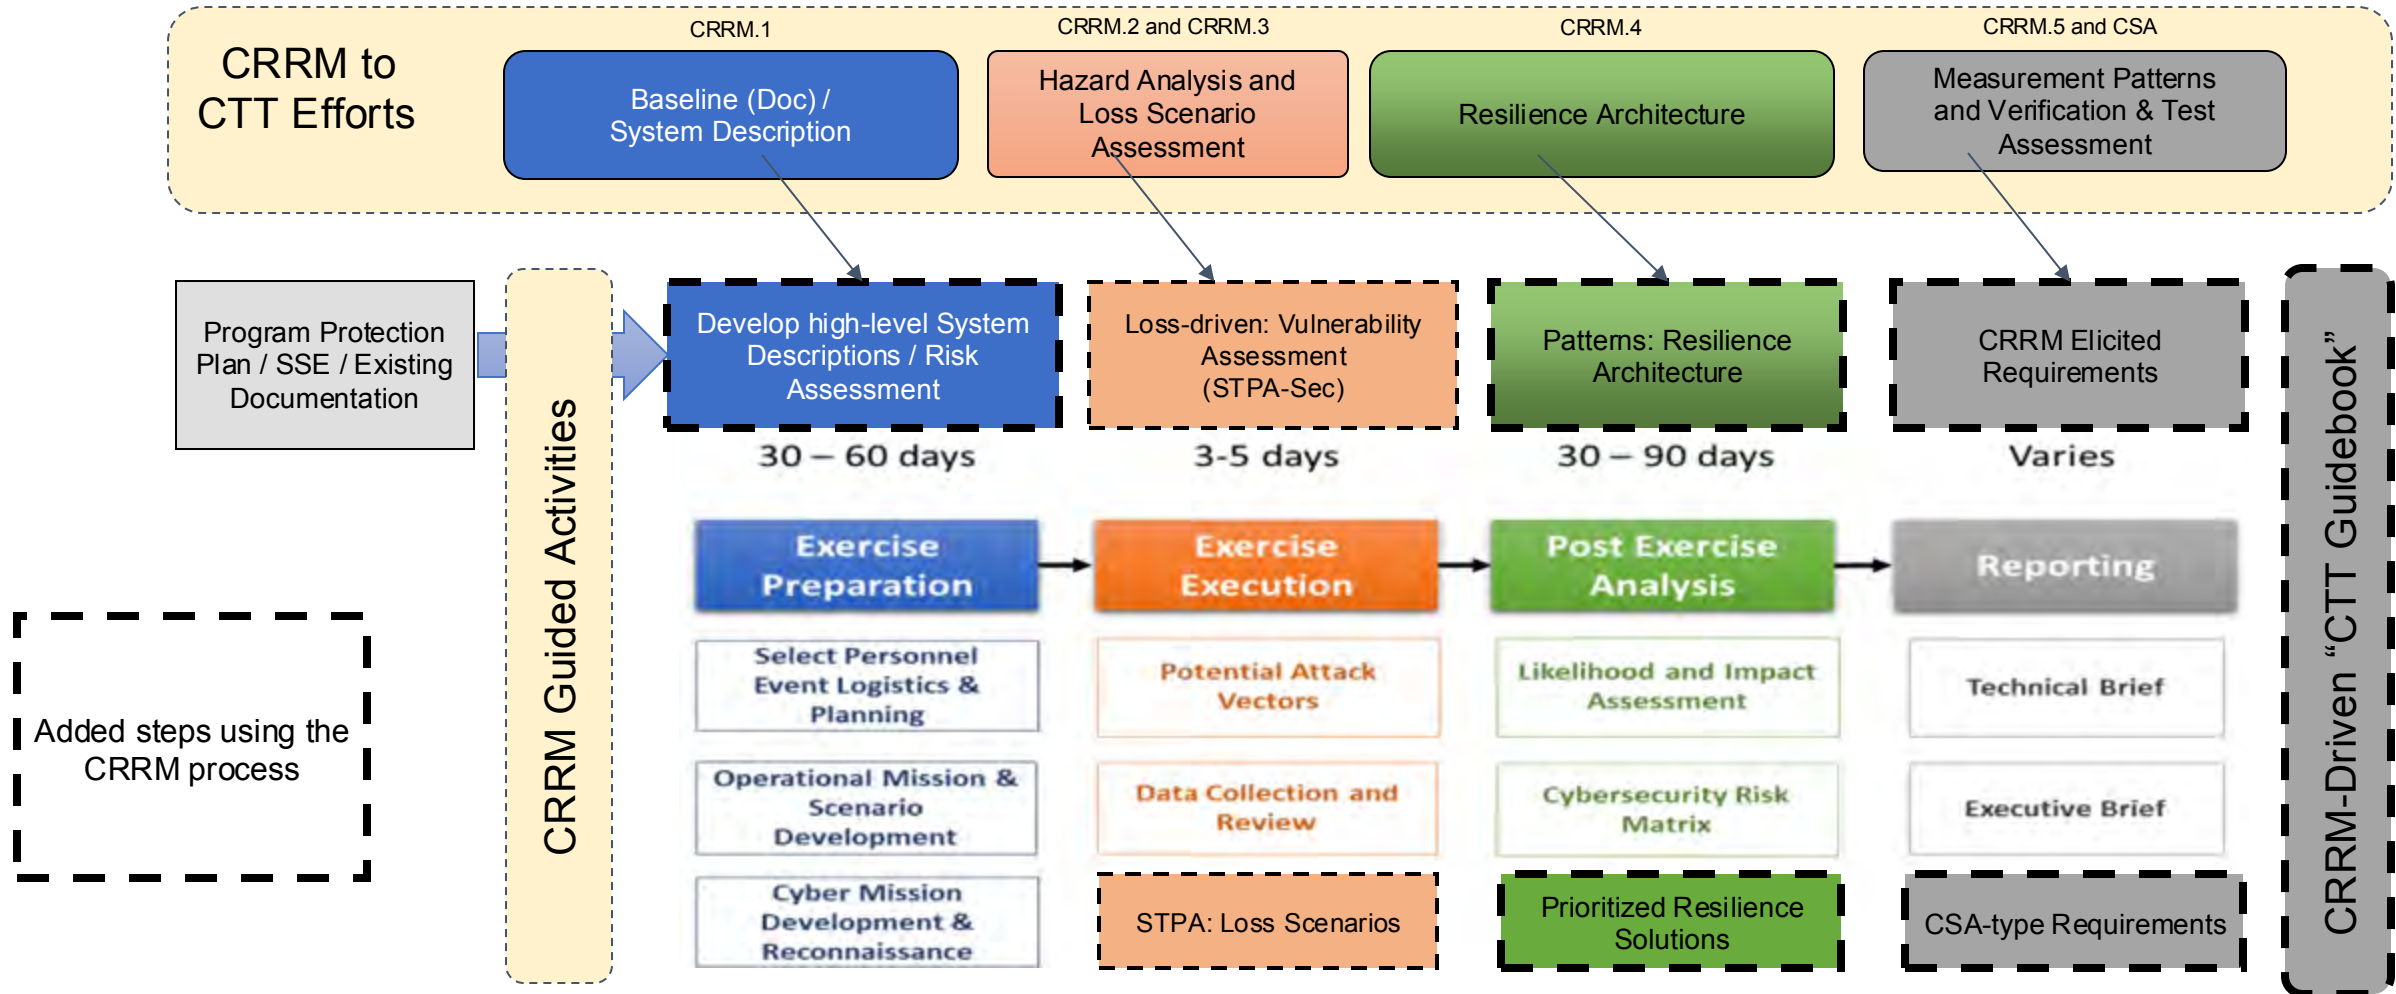 CRRM to
CTT Efforts
CRRM.1
Baseline (Doc) /
System Description
CRRM.2 and CRRM.3
Hazard Analysis and
Loss Scenario
Assessment
CRRM.4
Resilience Architecture
CRRM.5 and CSA
Measurement Patterns
and Verification & Test
Assessment
Program Protection
Plan / SSE / Existing
Documentation
CRRM Guided Activities
Develop high-level System
Descriptions / Risk
Assessment
Loss-driven: Vulnerability
Assessment
(STPA-Sec)
Patterns: Resilience
Architecture
CRRM Elicited
Requirements
30 – 60 days
3-5 days
30 – 90 days
Varies
Exercise
Preparation
Exercise
Execution
Post Exercise
Analysis
Reporting
Select Personnel
Event Logistics &
Planning
Potential Attack
Vectors
Likelihood and Impact
Assessment
Technical Brief
Operational Mission &
Scenario
Development
Data Collection and
Review
Cybersecurity Risk
Matrix
Executive Brief
Cyber Mission
Development &
Reconnaissance
STPA: Loss Scenarios
Prioritized Resilience
Solutions
CSA-type Requirements
Added steps using the
CRRM process
CRRM-Driven “CTT Guidebook”